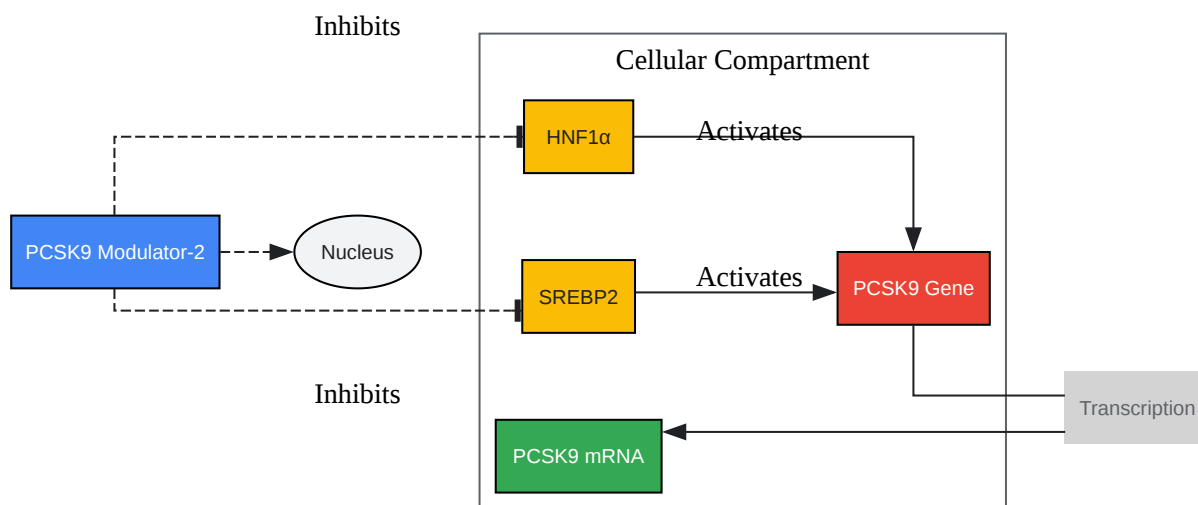 Inhibits
Cellular Compartment
HNF1α
Activates
PCSK9 Modulator-2
Nucleus
SREBP2
Activates
PCSK9 Gene
Inhibits
Transcription
PCSK9 mRNA